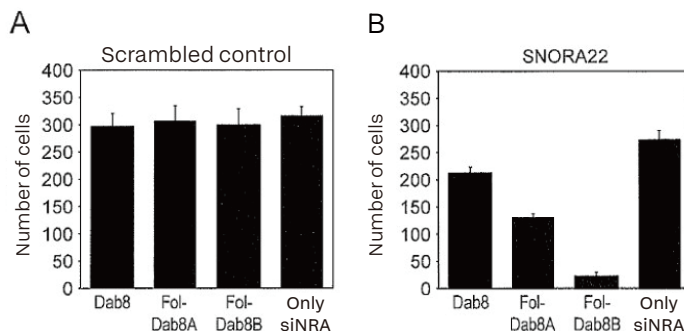 A
Scrambled control
Number of cells
400
350
300
250
200
150
100
50
0
Dab8
Fol-
Dab8A
Fol-
Dab8B
Only
siNRA
B
SNORA22
Number of cells
400
350
300
250
200
150
100
50
0
Dab8
Fol-
Dab8A
Fol-
Dab8B
Only
siNRA